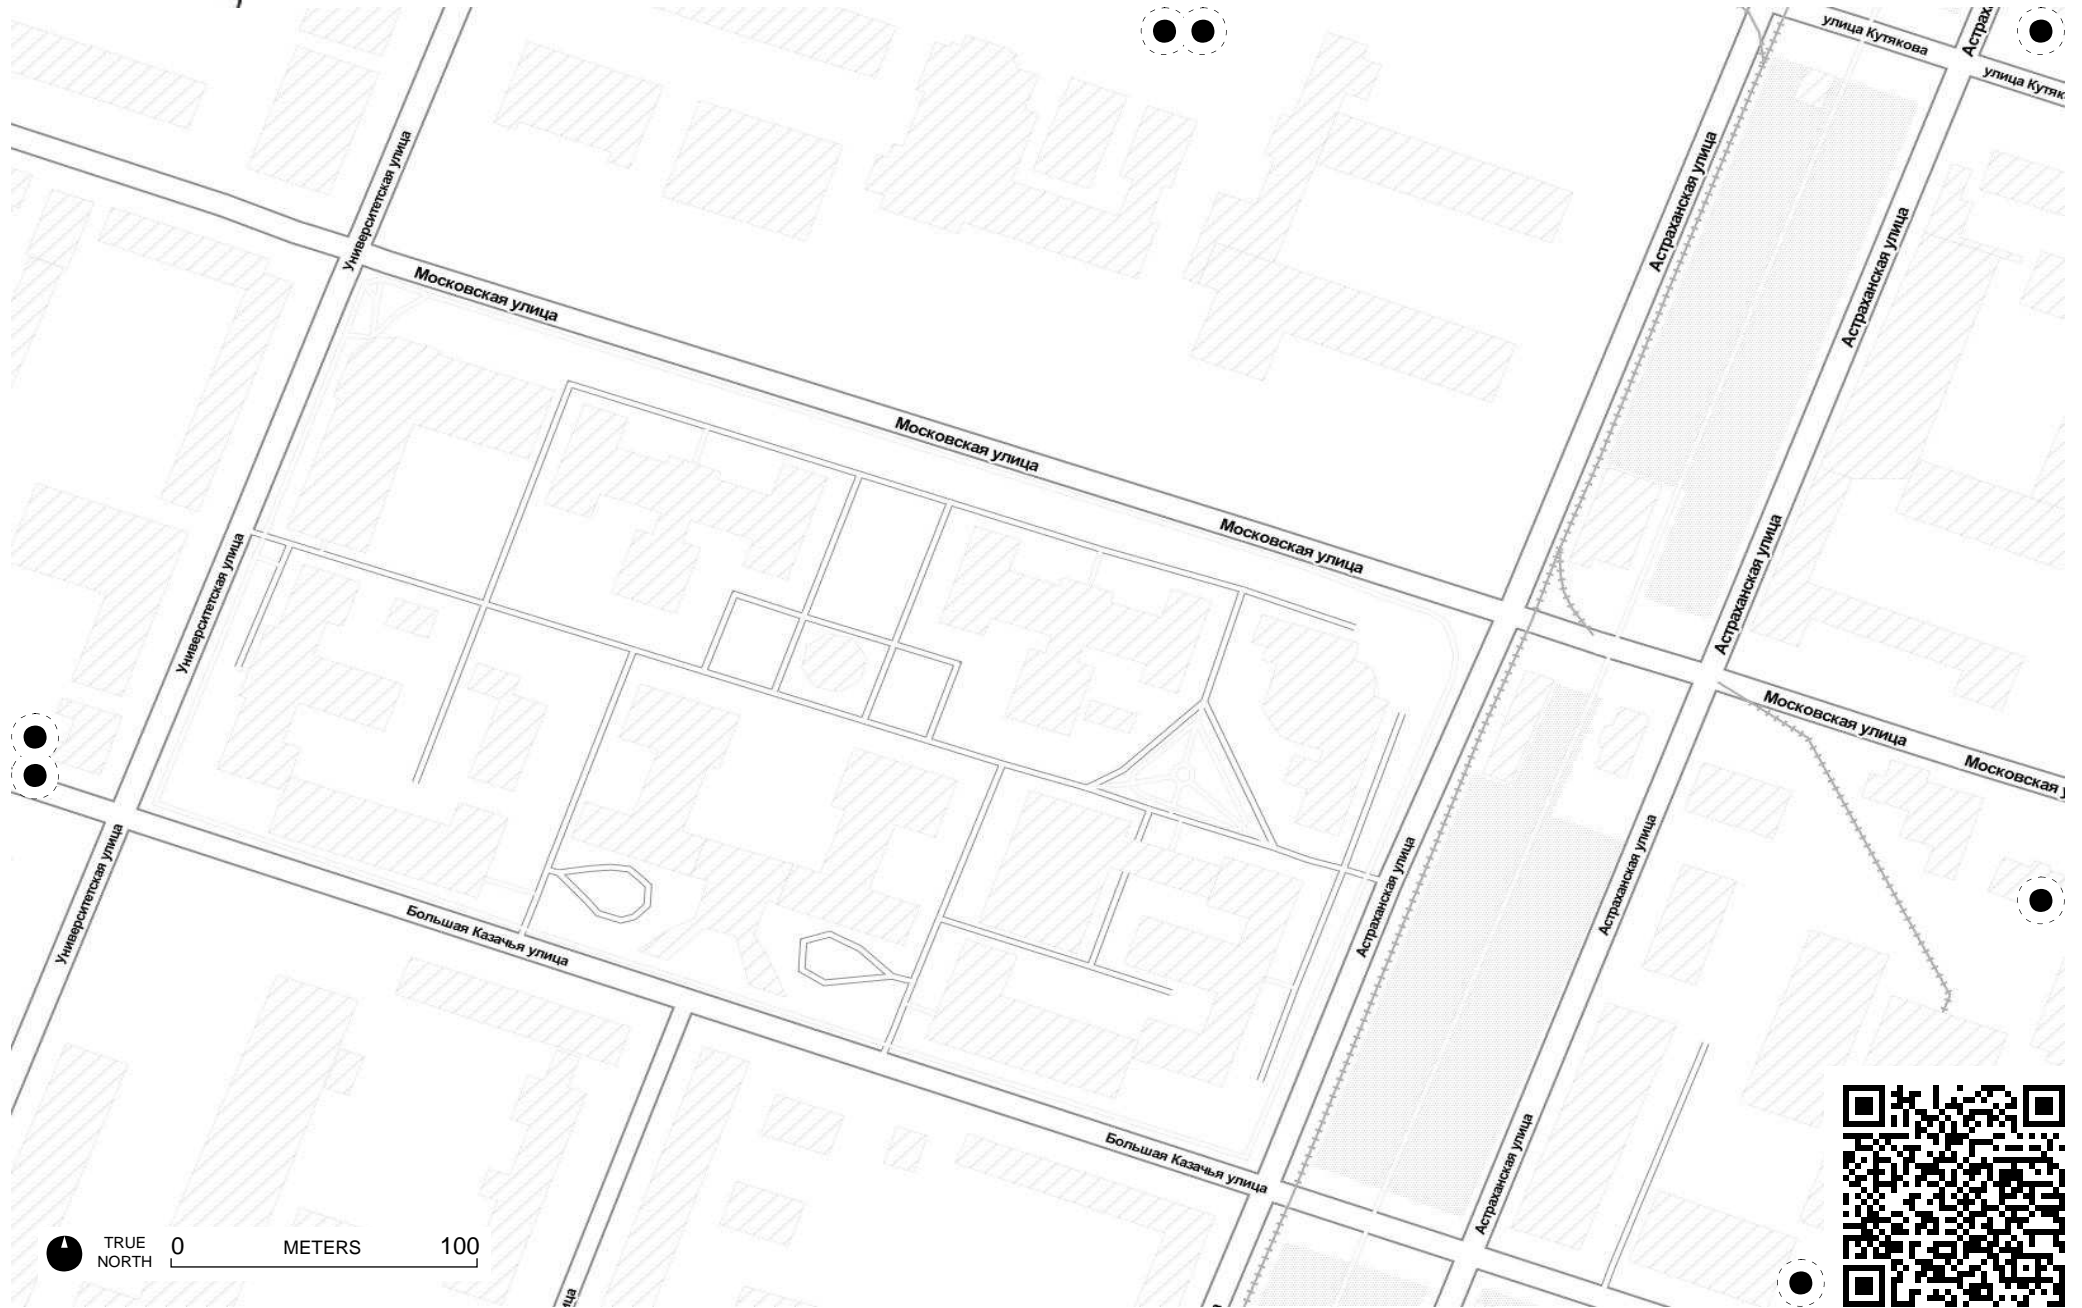 улица Кутякова
Астрах
улица Кутяк
Университетская улица
Астраханская улица
Астраханская улица
Московская улица
Московская улица
Московская улица
Астраханская улица
Университетская улица
Московская улица
Московская у
Университетская улица
Астраханская улица
Астраханская улица
Большая Казачья улица
Большая Казачья улица
Астраханская улица
TRUE
NORTH
0 METERS 100
ица